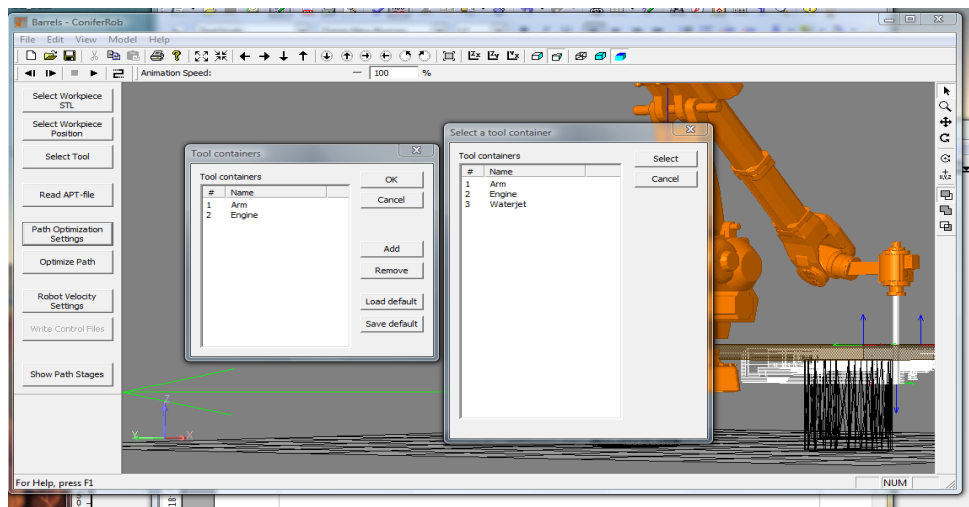 Barrels - ConiferRob
File Edit View Model Help
Animation Speed: 100 %
Select Workpiece
STL
Select Workpiece
Position
Select Tool
Read APT-file
Path Optimization
Settings
Optimize Path
Robot Velocity
Settings
Write Control Files
Show Path Stages
Tool containers
Tool containers
# Name
1 Arm
2 Engine
OK
Cancel
Add
Remove
Load default
Save default
Select a tool container
Tool containers
# Name
1 Arm
2 Engine
3 Waterjet
Select
Cancel
Z
Y X
For Help, press F1
NUM